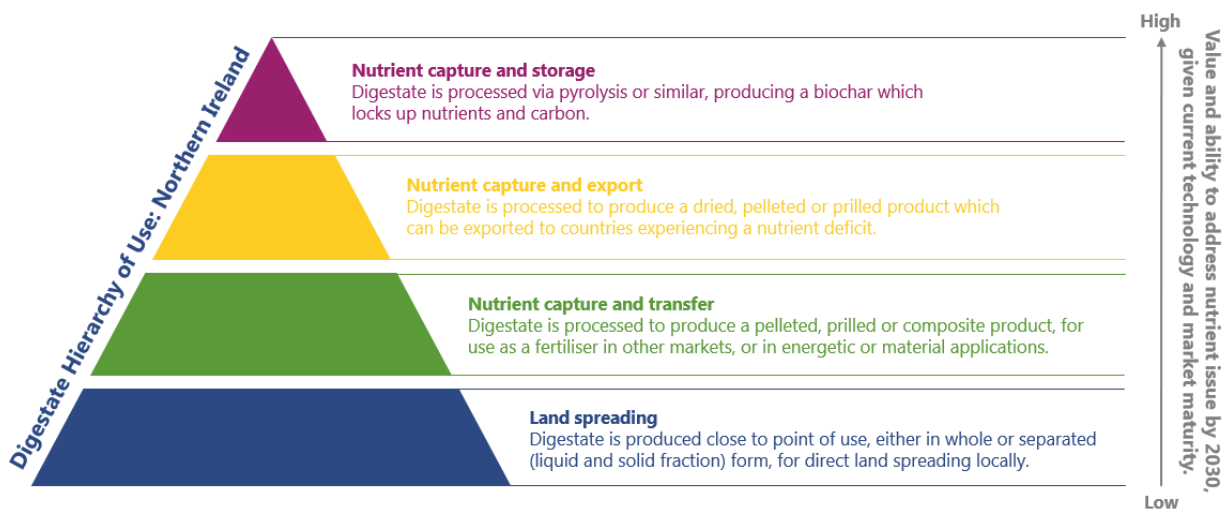 Digestate Hierarchy of Use: Northern Ireland
Nutrient capture and storage
Digestate is processed via pyrolysis or similar, producing a biochar which
locks up nutrients and carbon.
Nutrient capture and export
Digestate is processed to produce a dried, pelleted or prilled product which
can be exported to countries experiencing a nutrient deficit.
Nutrient capture and transfer
Digestate is processed to produce a pelleted, prilled or composite product, for
use as a fertiliser in other markets, or in energetic or material applications.
Land spreading
Digestate is produced close to point of use, either in whole or separated
(liquid and solid fraction) form, for direct land spreading locally.
High
Value and ability to address nutrient issue by 2030,
given current technology and market maturity.
Low